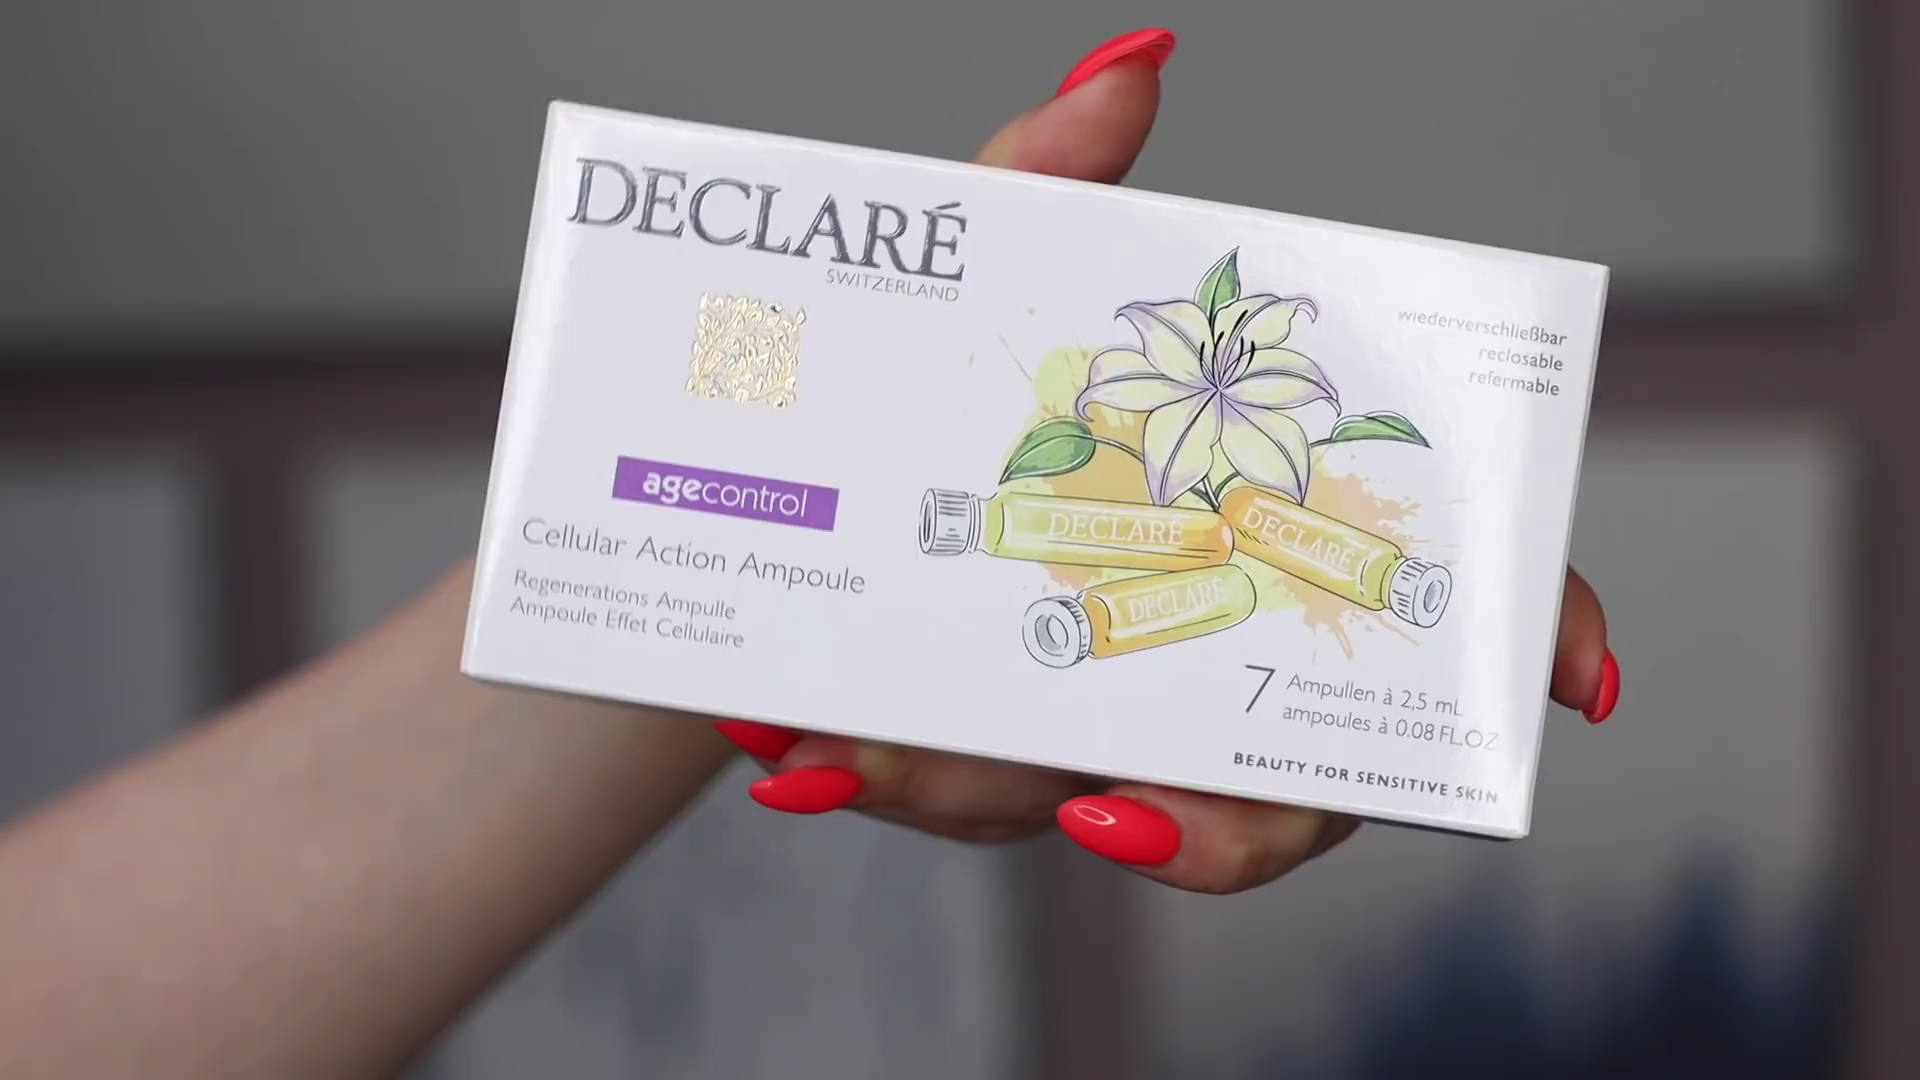 DECLARÉ
SWITZERLAND
wiederverschließbar
reclosable
refermable
agecontrol
Cellular Action Ampoule
Regenerations Ampulle
Ampoule Effet Cellulaire
DECLARÉ
DECLARÉ
DECLARÉ
7 Ampullen à 2,5 mL
ampoules à 0.08 FL.OZ
BEAUTY FOR SENSITIVE SKIN